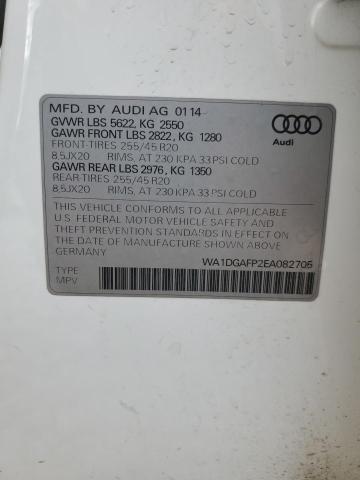 MFD. BY AUDI AG 01 14
GVWR LBS 5622, KG 2550
GAWR FRONT LBS 2822, KG 1280
FRONT-TIRES 255/45 R20
8,5JX20 RIMS, AT 230 KPA 33 PSI COLD
GAWR REAR LBS 2976, KG 1350
REAR-TIRES 255/45 R20
8,5JX20 RIMS, AT 230 KPA 33 PSI COLD
Audi
THIS VEHICLE CONFORMS TO ALL APPLICABLE
U.S. FEDERAL MOTOR VEHICLE SAFETY AND
THEFT PREVENTION STANDARDS IN EFFECT ON
THE DATE OF MANUFACTURE SHOWN ABOVE.
GERMANY
WA1DGAFP2EA082705
TYPE
MPV